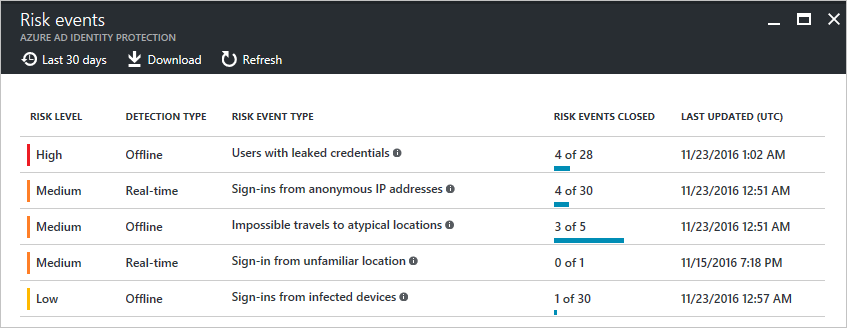 Risk events
AZURE AD IDENTITY PROTECTION
Last 30 days Download Refresh
RISK LEVEL DETECTION TYPE RISK EVENT TYPE RISK EVENTS CLOSED LAST UPDATED (UTC)
High Offline Users with leaked credentials 4 of 28 11/23/2016 1:02 AM
Medium Real-time Sign-ins from anonymous IP addresses 4 of 30 11/23/2016 12:51 AM
Medium Offline Impossible travels to atypical locations 3 of 5 11/23/2016 12:51 AM
Medium Real-time Sign-in from unfamiliar location 0 of 1 11/15/2016 7:18 PM
Low Offline Sign-ins from infected devices 1 of 30 11/23/2016 12:57 AM